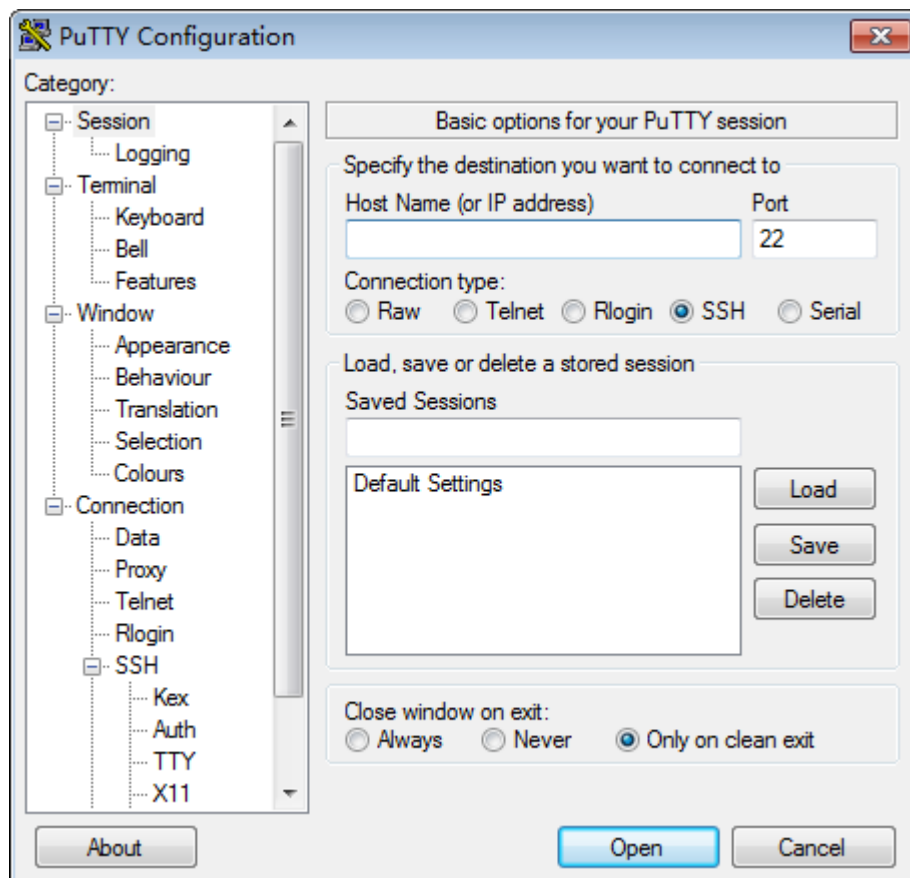 PuTTY Configuration
Category:
Session
Logging
Terminal
Keyboard
Bell
Features
Window
Appearance
Behaviour
Translation
Selection
Colours
Connection
Data
Proxy
Telnet
Rlogin
SSH
Kex
Auth
TTY
X11
Basic options for your PuTTY session
Specify the destination you want to connect to
Host Name (or IP address) Port
22
Connection type:
Raw Telnet Rlogin SSH Serial
Load, save or delete a stored session
Saved Sessions
Default Settings
Load
Save
Delete
Close window on exit:
Always Never Only on clean exit
About Open Cancel